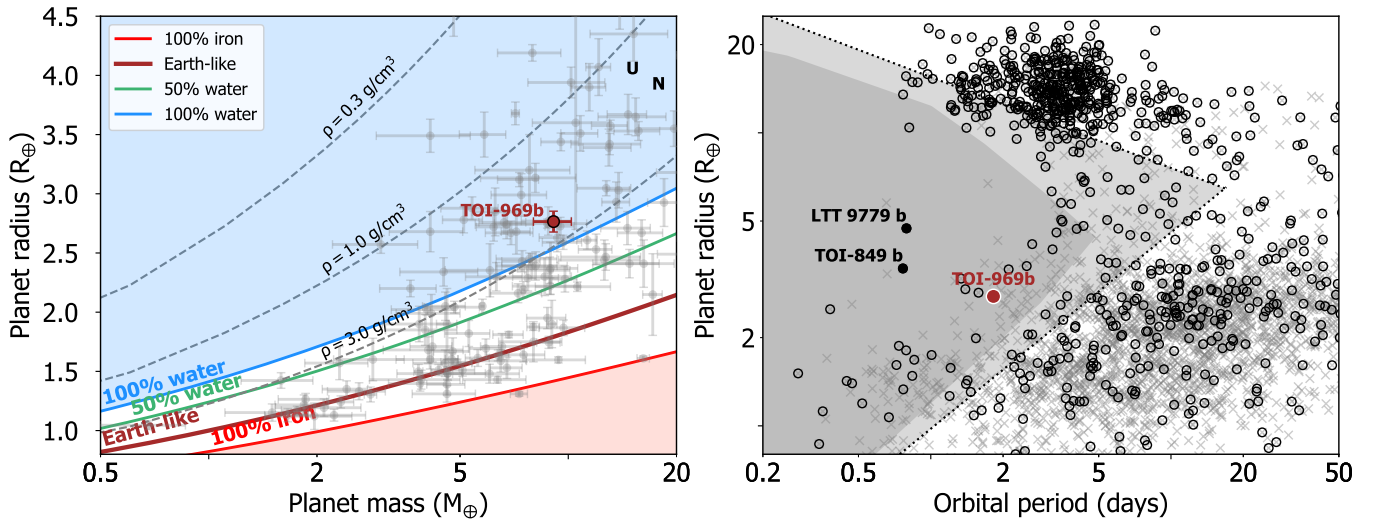 4.5
4.0
3.5
3.0
2.5
2.0
1.5
1.0
Planet radius (R⊕)
100% iron
Earth-like
50% water
100% water
ρ = 0.3 g/cm³
ρ = 1.0 g/cm³
ρ = 3.0 g/cm³
U
N
TOI-969b
100% water
50% water
Earth-like
100% iron
0.5
2
5
20
Planet mass (M⊕)
20
5
2
Planet radius (R⊕)
LTT 9779 b
TOI-849 b
TOI-969b
0.2
0.5
2
5
20
50
Orbital period (days)